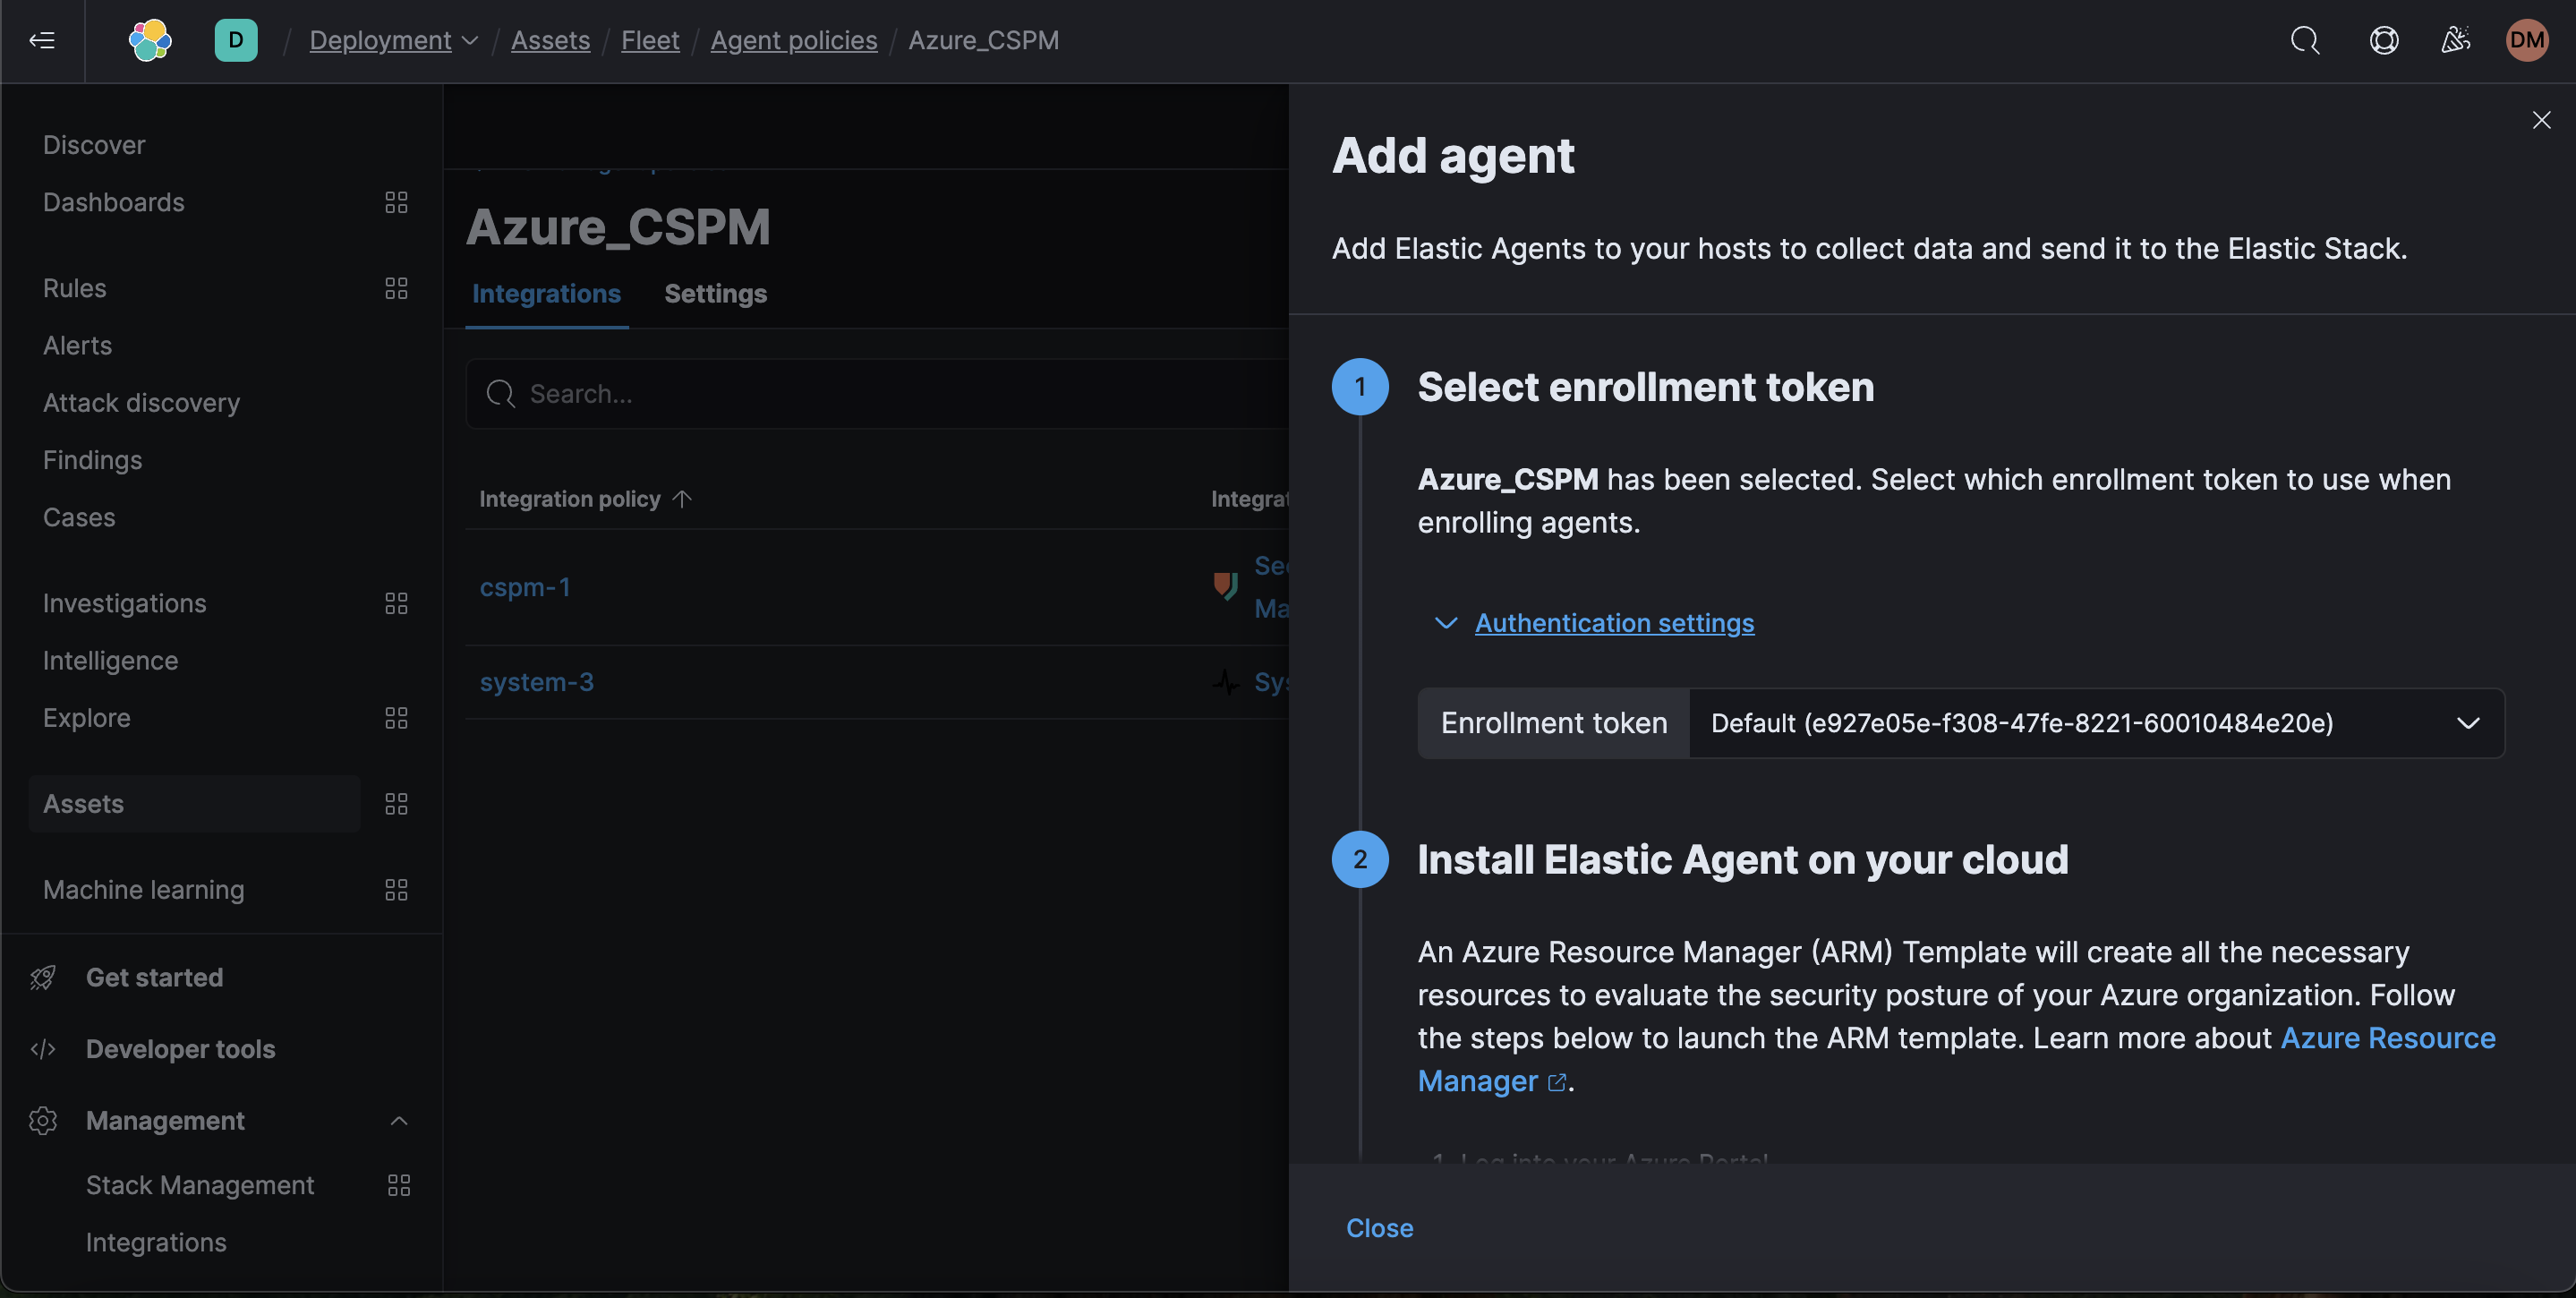 D / Deployment / Assets / Fleet / Agent policies / Azure_CSPM
DM
Discover
Dashboards
Rules
Alerts
Attack discovery
Findings
Cases
Investigations
Intelligence
Explore
Assets
Machine learning
Get started
Developer tools
Management
Stack Management
Integrations
Azure_CSPM
Integrations Settings
Search...
Integration policy
cspm-1
system-3
Add agent
Add Elastic Agents to your hosts to collect data and send it to the Elastic Stack.
1 Select enrollment token
Azure_CSPM has been selected. Select which enrollment token to use when
enrolling agents.
Authentication settings
Enrollment token Default (e927e05e-f308-47fe-8221-60010484e20e)
2 Install Elastic Agent on your cloud
An Azure Resource Manager (ARM) Template will create all the necessary
resources to evaluate the security posture of your Azure organization. Follow
the steps below to launch the ARM template. Learn more about Azure Resource
Manager.
1. Log into your Azure Portal
Close